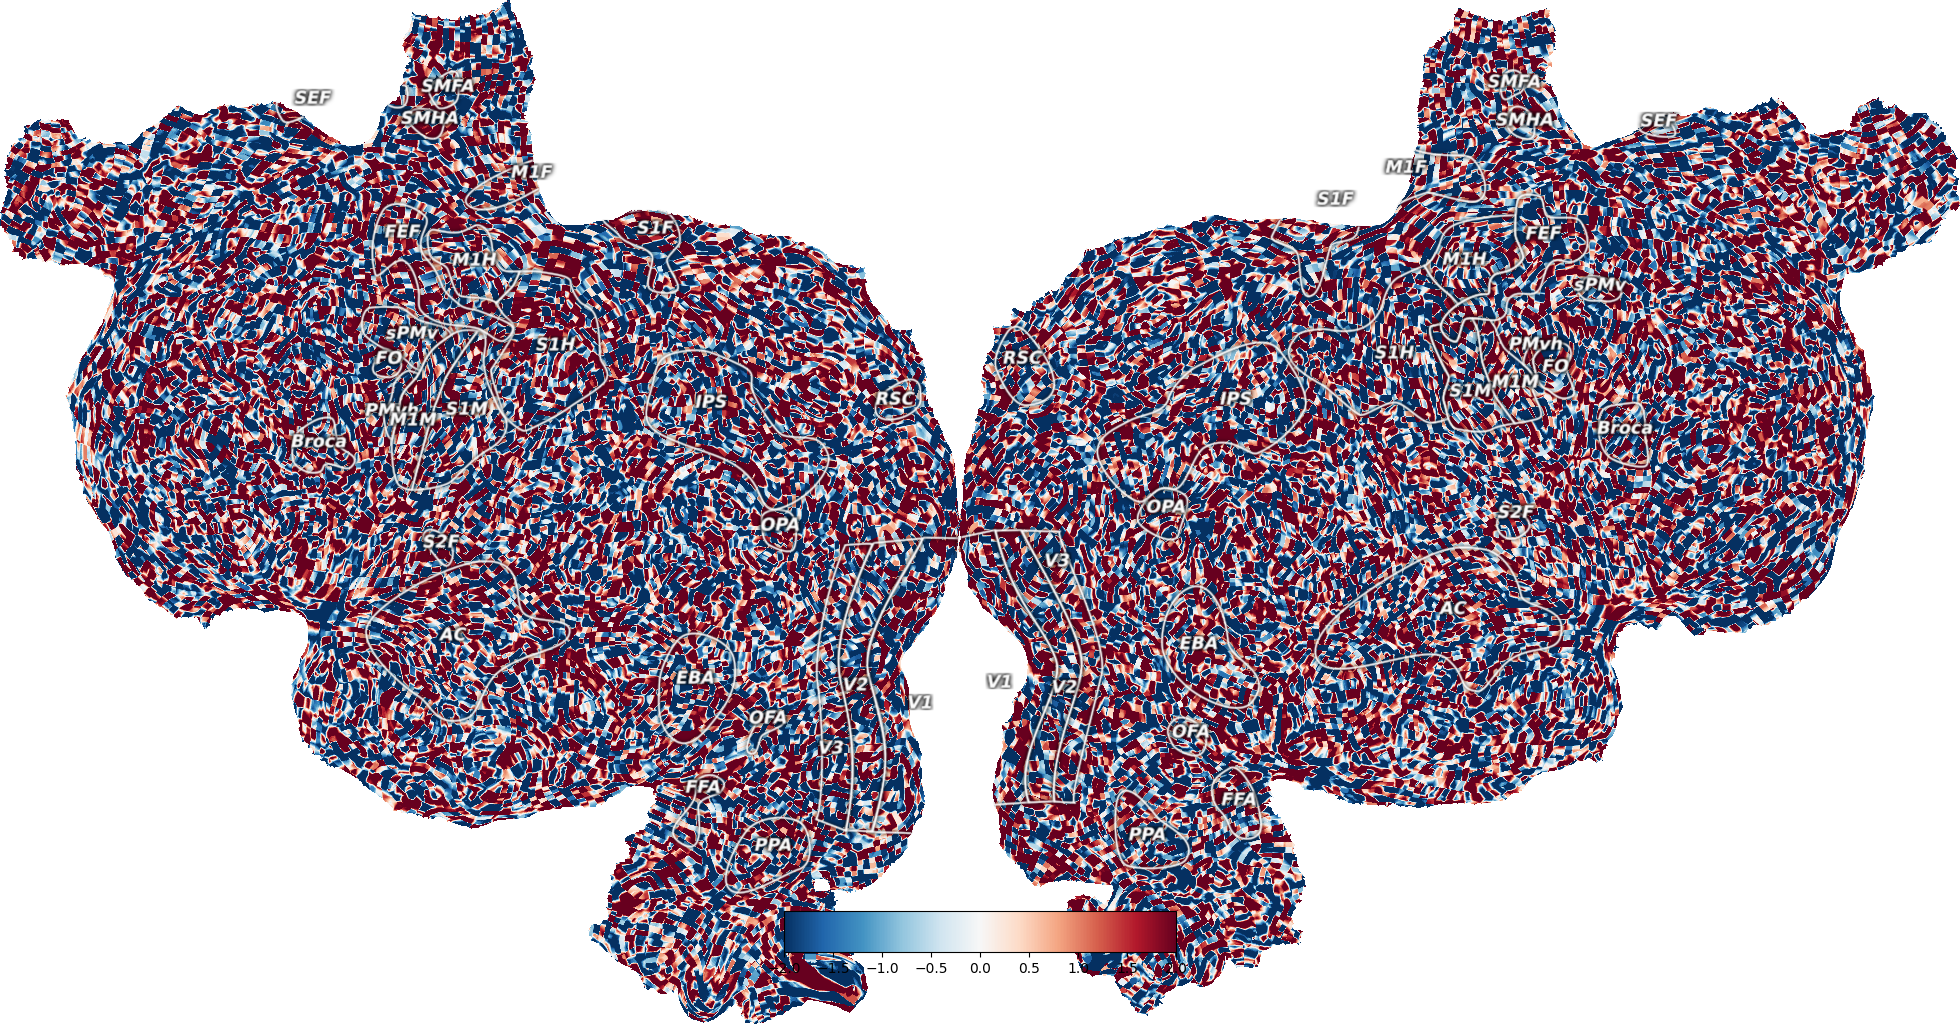 SMFA
SEF
SMHA
M1F
FEF
S1F
M1H
sPMv
FO
S1H
IPS
RSC
M1M
S1M
Broca
OPA
S2F
AC
EBA
V2
V1
OFA
V3
FFA
PPA
SMFA
SMHA
SEF
M1F
S1F
FEF
M1H
sPMv
RSC
S1H
PMvh
FO
M1M
S1M
IPS
Broca
OPA
S2F
V3
AC
EBA
V1
V2
OFA
FFA
PPA
−1.5 −1.0 −0.5 0.0 0.5 1.0 1.5